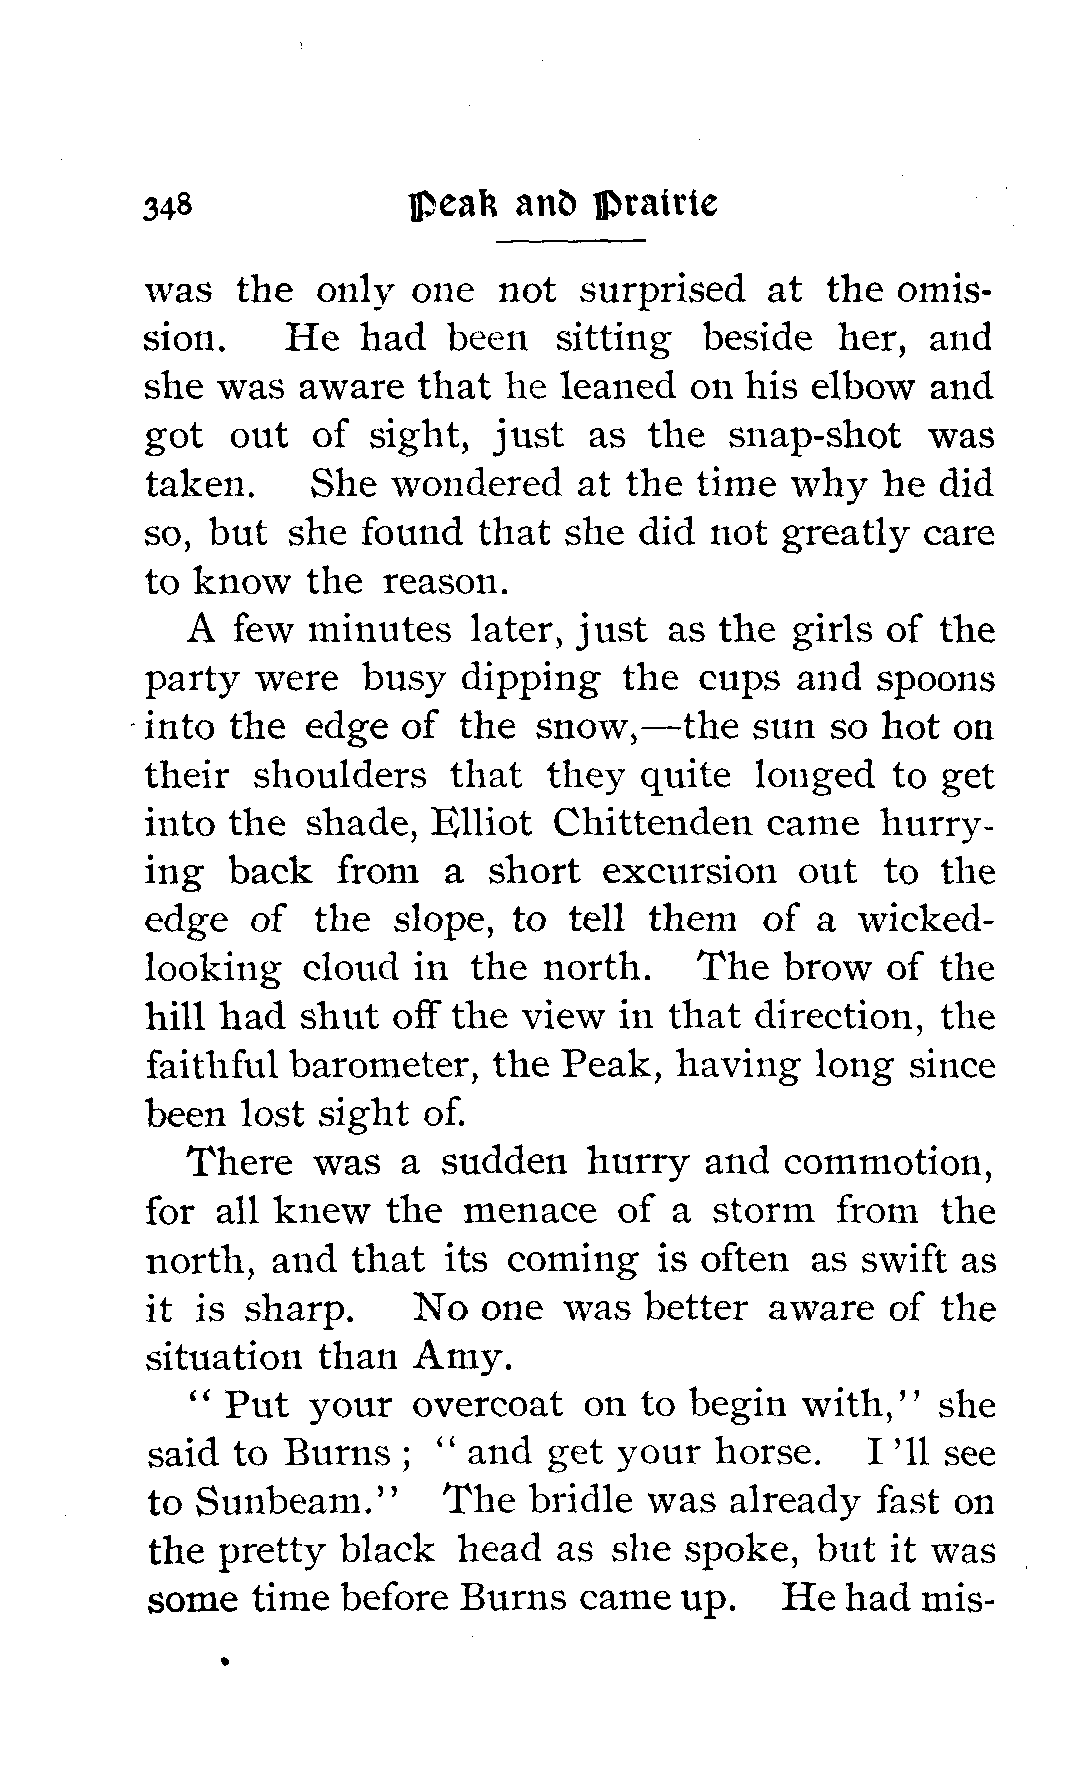 348 Peak and Prairie
was the only one not surprised at the omis-
sion. He had been sitting beside her, and
she was aware that he leaned on his elbow and
got out of sight, just as the snap-shot was
taken. She wondered at the time why he did
so, but she found that she did not greatly care
to know the reason.
A few minutes later, just as the girls of the
party were busy dipping the cups and spoons
into the edge of the snow,—the sun so hot on
their shoulders that they quite longed to get
into the shade, Elliot Chittenden came hurry-
ing back from a short excursion out to the
edge of the slope, to tell them of a wicked-
looking cloud in the north. The brow of the
hill had shut off the view in that direction, the
faithful barometer, the Peak, having long since
been lost sight of.
There was a sudden hurry and commotion,
for all knew the menace of a storm from the
north, and that its coming is often as swift as
it is sharp. No one was better aware of the
situation than Amy.
“ Put your overcoat on to begin with,” she
said to Burns ; “ and get your horse. I ’ll see
to Sunbeam.” The bridle was already fast on
the pretty black head as she spoke, but it was
some time before Burns came up. He had mis-